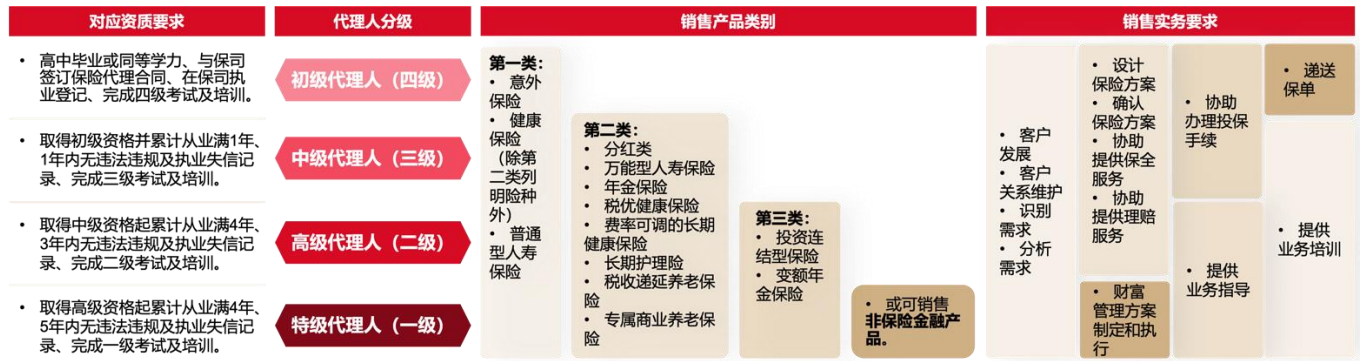 对应资质要求
代理人分级
销售产品类别
销售实务要求
• 高中毕业或同等学力、与保司
签订保险代理合同、在保司执
业登记、完成四级考试及培训。
初级代理人（四级）
• 取得初级资格并累计从业满1年、
1年内无违法违规及执业失信记
录、完成三级考试及培训。
中级代理人（三级）
• 取得中级资格起累计从业满4年、
3年内无违法违规及执业失信记
录、完成二级考试及培训。
高级代理人（二级）
• 取得高级资格起累计从业满4年、
5年内无违法违规及执业失信记
录、完成一级考试及培训。
特级代理人（一级）
第一类：
• 意外
保险
• 健康
保险
（除第
二类列
明险种
外）
• 普通
型人寿
保险
第二类：
• 分红类
• 万能型人寿保险
• 年金保险
• 税优健康保险
• 费率可调的长期
健康保险
• 长期护理险
• 税收递延养老保
险
• 专属商业养老保
险
第三类：
• 投资连
结型保险
• 变额年
金保险
• 或可销售
非保险金融产
品。
• 客户
发展
• 客户
关系维护
• 识别
需求
• 分析
需求
• 设计
保险方案
• 确认
保险方案
• 协助
提供保全
服务
• 协助
提供理赔
服务
• 财富
管理方案
制定和执
行
• 协助
办理投保
手续
• 提供
业务指导
• 递送
保单
• 提供
业务培训